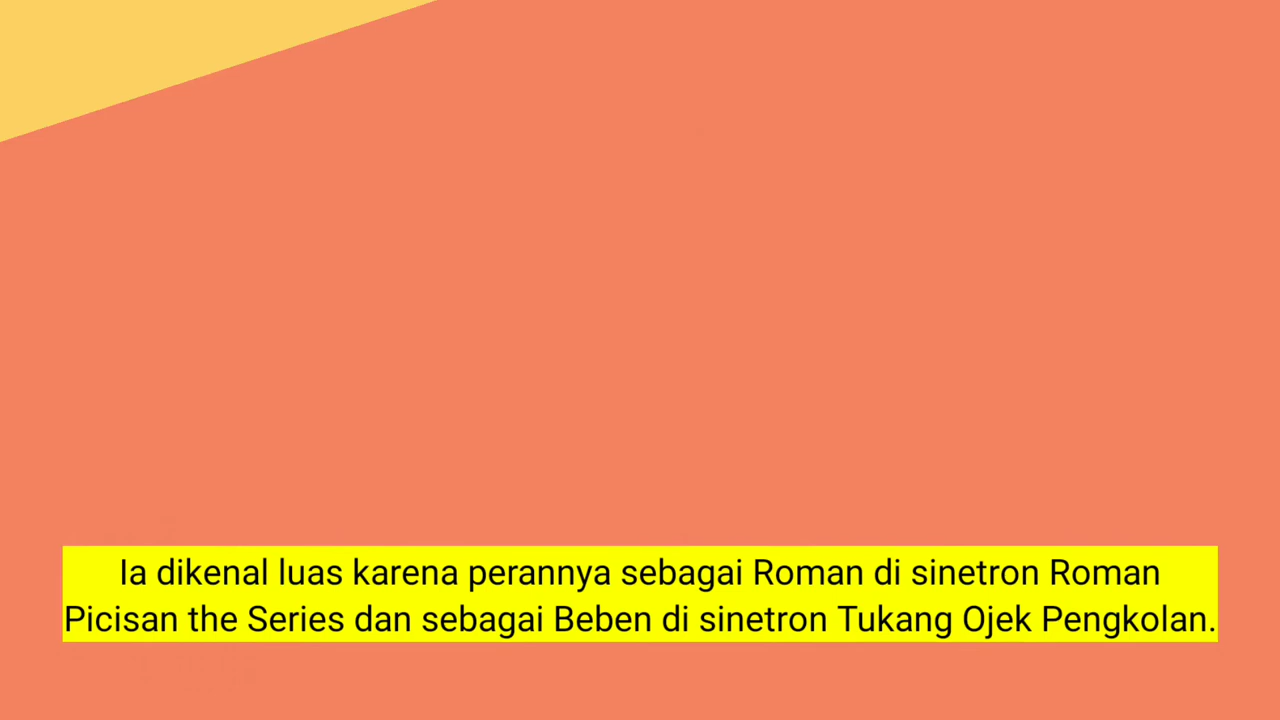 Ia dikenal luas karena perannya sebagai Roman di sinetron Roman
Picisan the Series dan sebagai Beben di sinetron Tukang Ojek Pengkolan.